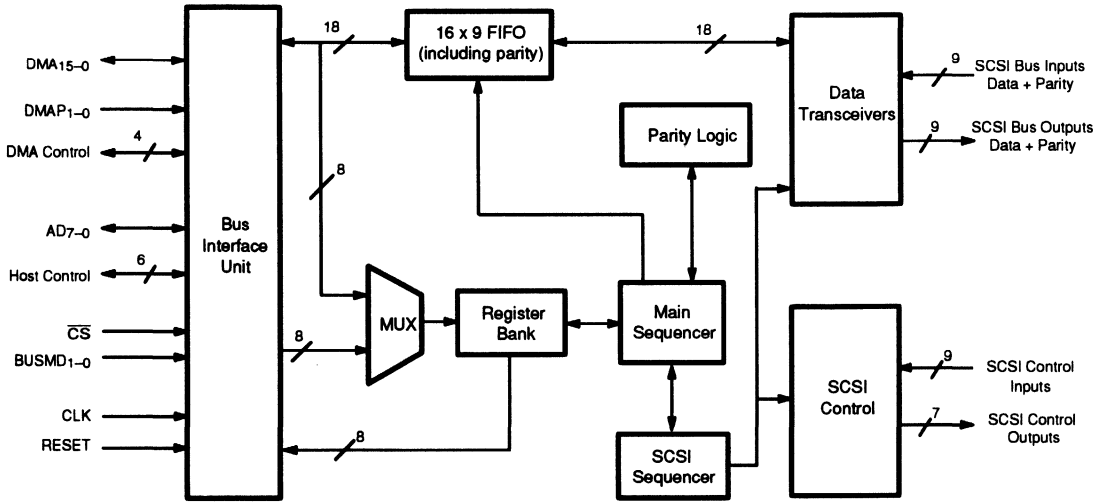 DMA15–0
DMAP1–0
4
DMA Control
AD7–0
6
Host Control
CS
BUSMD1–0
CLK
RESET
Bus
Interface
Unit
18
16 x 9 FIFO
(including parity)
18
8
8
8
MUX
Register
Bank
Parity Logic
Main
Sequencer
SCSI
Sequencer
Data
Transceivers
9
SCSI Bus Inputs
Data + Parity
9
SCSI Bus Outputs
Data + Parity
SCSI
Control
9
SCSI Control
Inputs
7
SCSI Control
Outputs